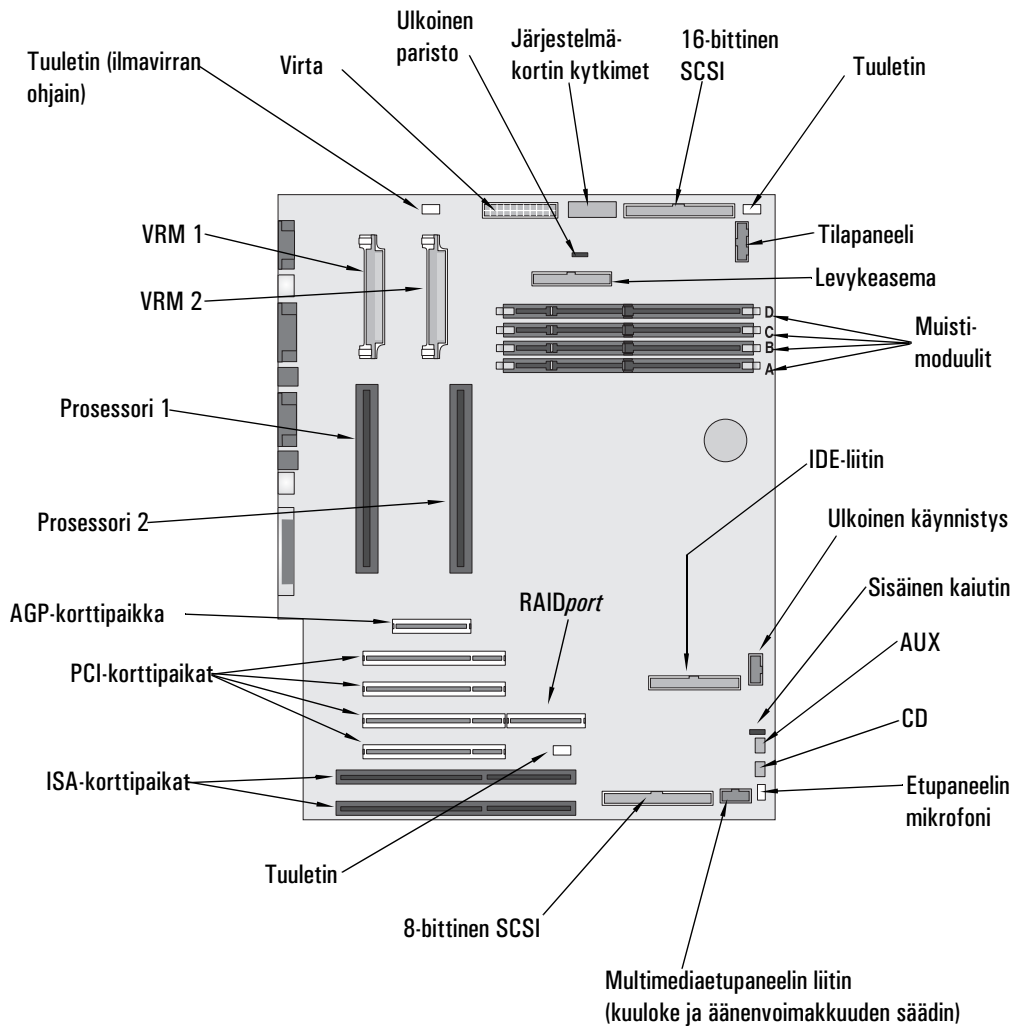 Ulkoinen
paristo
Järjestelmä-
kortin kytkimet
16-bittinen
SCSI
Tuuletin (ilmavirran
ohjain)
Virta
Tuuletin
VRM 1
Tilapaneeli
VRM 2
Levykeasema
D
C
B
A
Muisti-
moduulit
Prosessori 1
IDE-liitin
Prosessori 2
Ulkoinen käynnistys
Sisäinen kaiutin
AGP-korttipaikka
RAIDport
AUX
PCI-korttipaikat
CD
ISA-korttipaikat
Etupaneelin
mikrofoni
Tuuletin
8-bittinen SCSI
Multimediaetupaneelin liitin
(kuuloke ja äänenvoimakkuuden säädin)